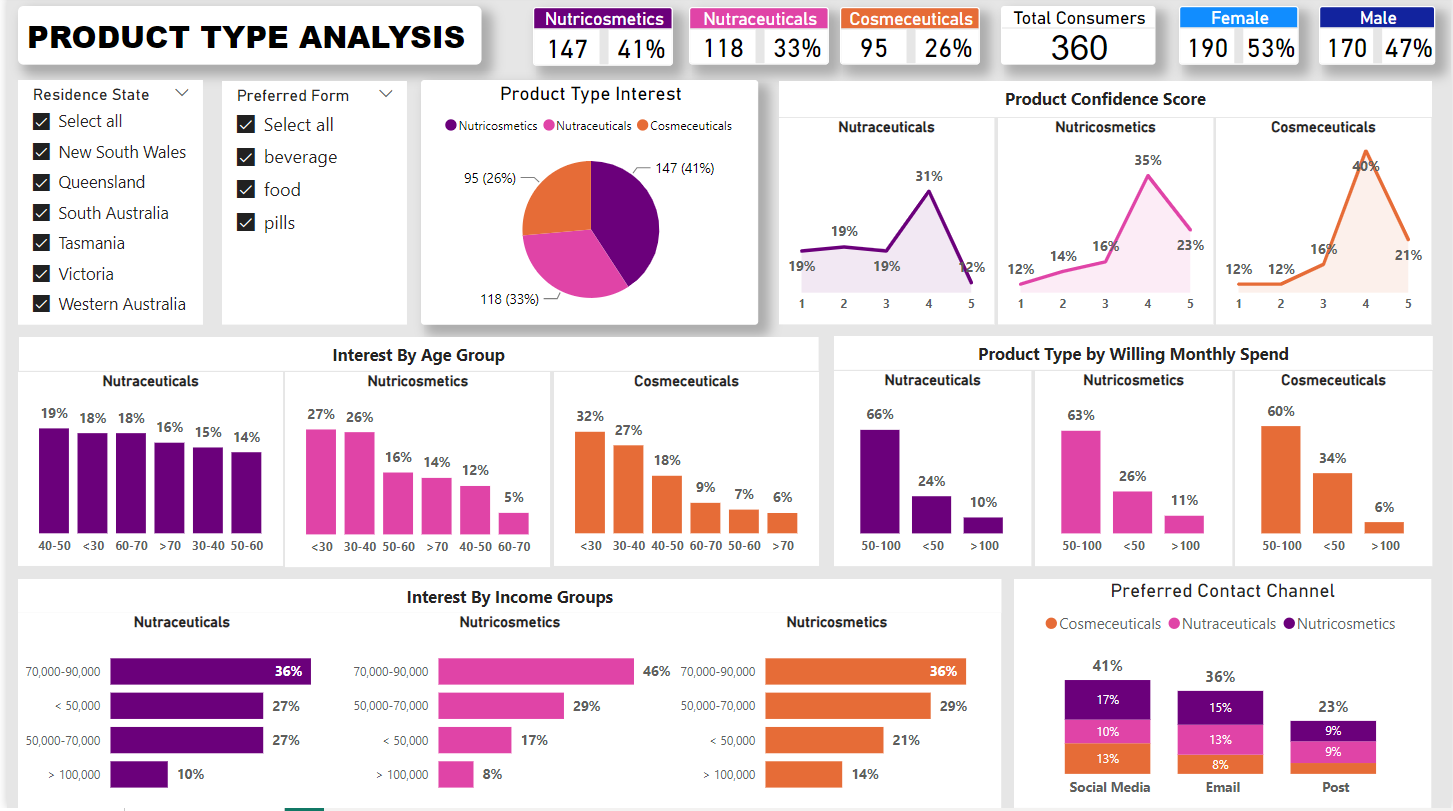 PRODUCT TYPE ANALYSIS
Nutricosmetics
147 41%
Nutraceuticals
118 33%
Cosmeceuticals
95 26%
Total Consumers
360
Female
190 53%
Male
170 47%
Residence State
Select all
New South Wales
Queensland
South Australia
Tasmania
Victoria
Western Australia
Preferred Form
Select all
beverage
food
pills
Product Type Interest
Nutricosmetics Nutraceuticals Cosmeceuticals
147 (41%)
95 (26%)
118 (33%)
Product Confidence Score
Nutraceuticals
19% 19% 19% 31% 12%
1 2 3 4 5
Nutricosmetics
12% 14% 16% 35% 23%
1 2 3 4 5
Cosmeceuticals
12% 12% 16% 40% 21%
1 2 3 4 5
Interest By Age Group
Nutraceuticals
19% 18% 18% 16% 15% 14%
40-50 <30 60-70 >70 30-40 50-60
Nutricosmetics
27% 26% 16% 14% 12% 5%
<30 30-40 50-60 >70 40-50 60-70
Cosmeceuticals
32% 27% 18% 9% 7% 6%
<30 30-40 40-50 60-70 50-60 >70
Product Type by Willing Monthly Spend
Nutraceuticals
66% 24% 10%
50-100 <50 >100
Nutricosmetics
63% 26% 11%
50-100 <50 >100
Cosmeceuticals
60% 34% 6%
50-100 <50 >100
Interest By Income Groups
Nutraceuticals
70,000-90,000 36%
< 50,000 27%
50,000-70,000 27%
> 100,000 10%
Nutricosmetics
70,000-90,000 46%
50,000-70,000 29%
< 50,000 17%
> 100,000 8%
Nutricosmetics
70,000-90,000 36%
50,000-70,000 29%
< 50,000 21%
> 100,000 14%
Preferred Contact Channel
Cosmeceuticals Nutraceuticals Nutricosmetics
41% 36% 23%
17% 15% 9%
10% 13% 9%
13% 8%
Social Media Email Post